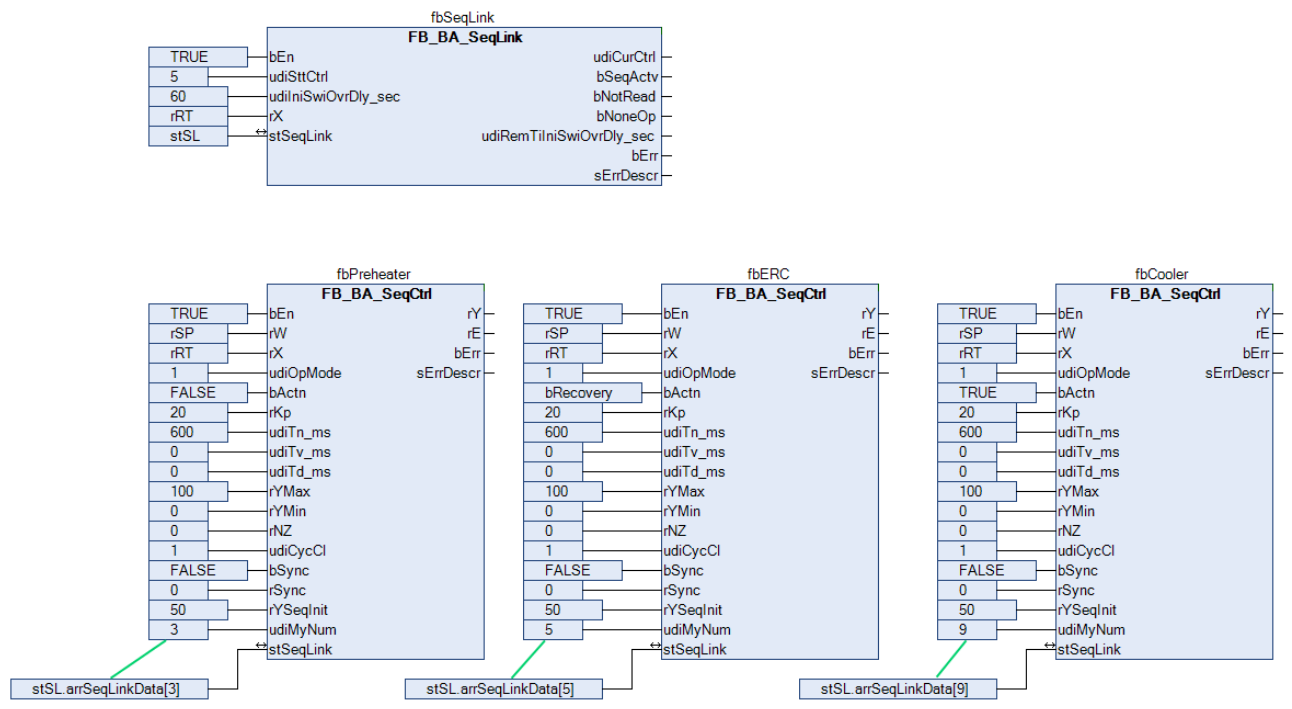 fbSeqLink
FB_BA_SeqLink
TRUE bEn udiCurCtrl
5 udiSttCtrl bSeqActv
60 udiIniSwiOvrDly_sec bNotRead
rRT rX bNoneOp
stSL stSeqLink udiRemTiIniSwiOvrDly_sec
bErr
sErrDescr
fbPreheater fbERC fbCooler
FB_BA_SeqCtrl FB_BA_SeqCtrl FB_BA_SeqCtrl
TRUE bEn rY TRUE bEn rY TRUE bEn rY
rSP rW rE rSP rW rE rSP rW rE
rRT rX bErr rRT rX bErr rRT rX bErr
1 udiOpMode sErrDescr 1 udiOpMode sErrDescr 1 udiOpMode sErrDescr
FALSE bActn bRecovery bActn TRUE bActn
20 rKp 20 rKp 20 rKp
600 udiTn_ms 600 udiTn_ms 600 udiTn_ms
0 udiTv_ms 0 udiTv_ms 0 udiTv_ms
0 udiTd_ms 0 udiTd_ms 0 udiTd_ms
100 rYMax 100 rYMax 100 rYMax
0 rYMin 0 rYMin 0 rYMin
0 rNZ 0 rNZ 0 rNZ
1 udiCycCl 1 udiCycCl 1 udiCycCl
FALSE bSync FALSE bSync FALSE bSync
0 rSync 0 rSync 0 rSync
50 rYSeqInit 50 rYSeqInit 50 rYSeqInit
3 udiMyNum 5 udiMyNum 9 udiMyNum
stSeqLink stSeqLink stSeqLink
stSL.arrSeqLinkData[3] stSL.arrSeqLinkData[5] stSL.arrSeqLinkData[9]